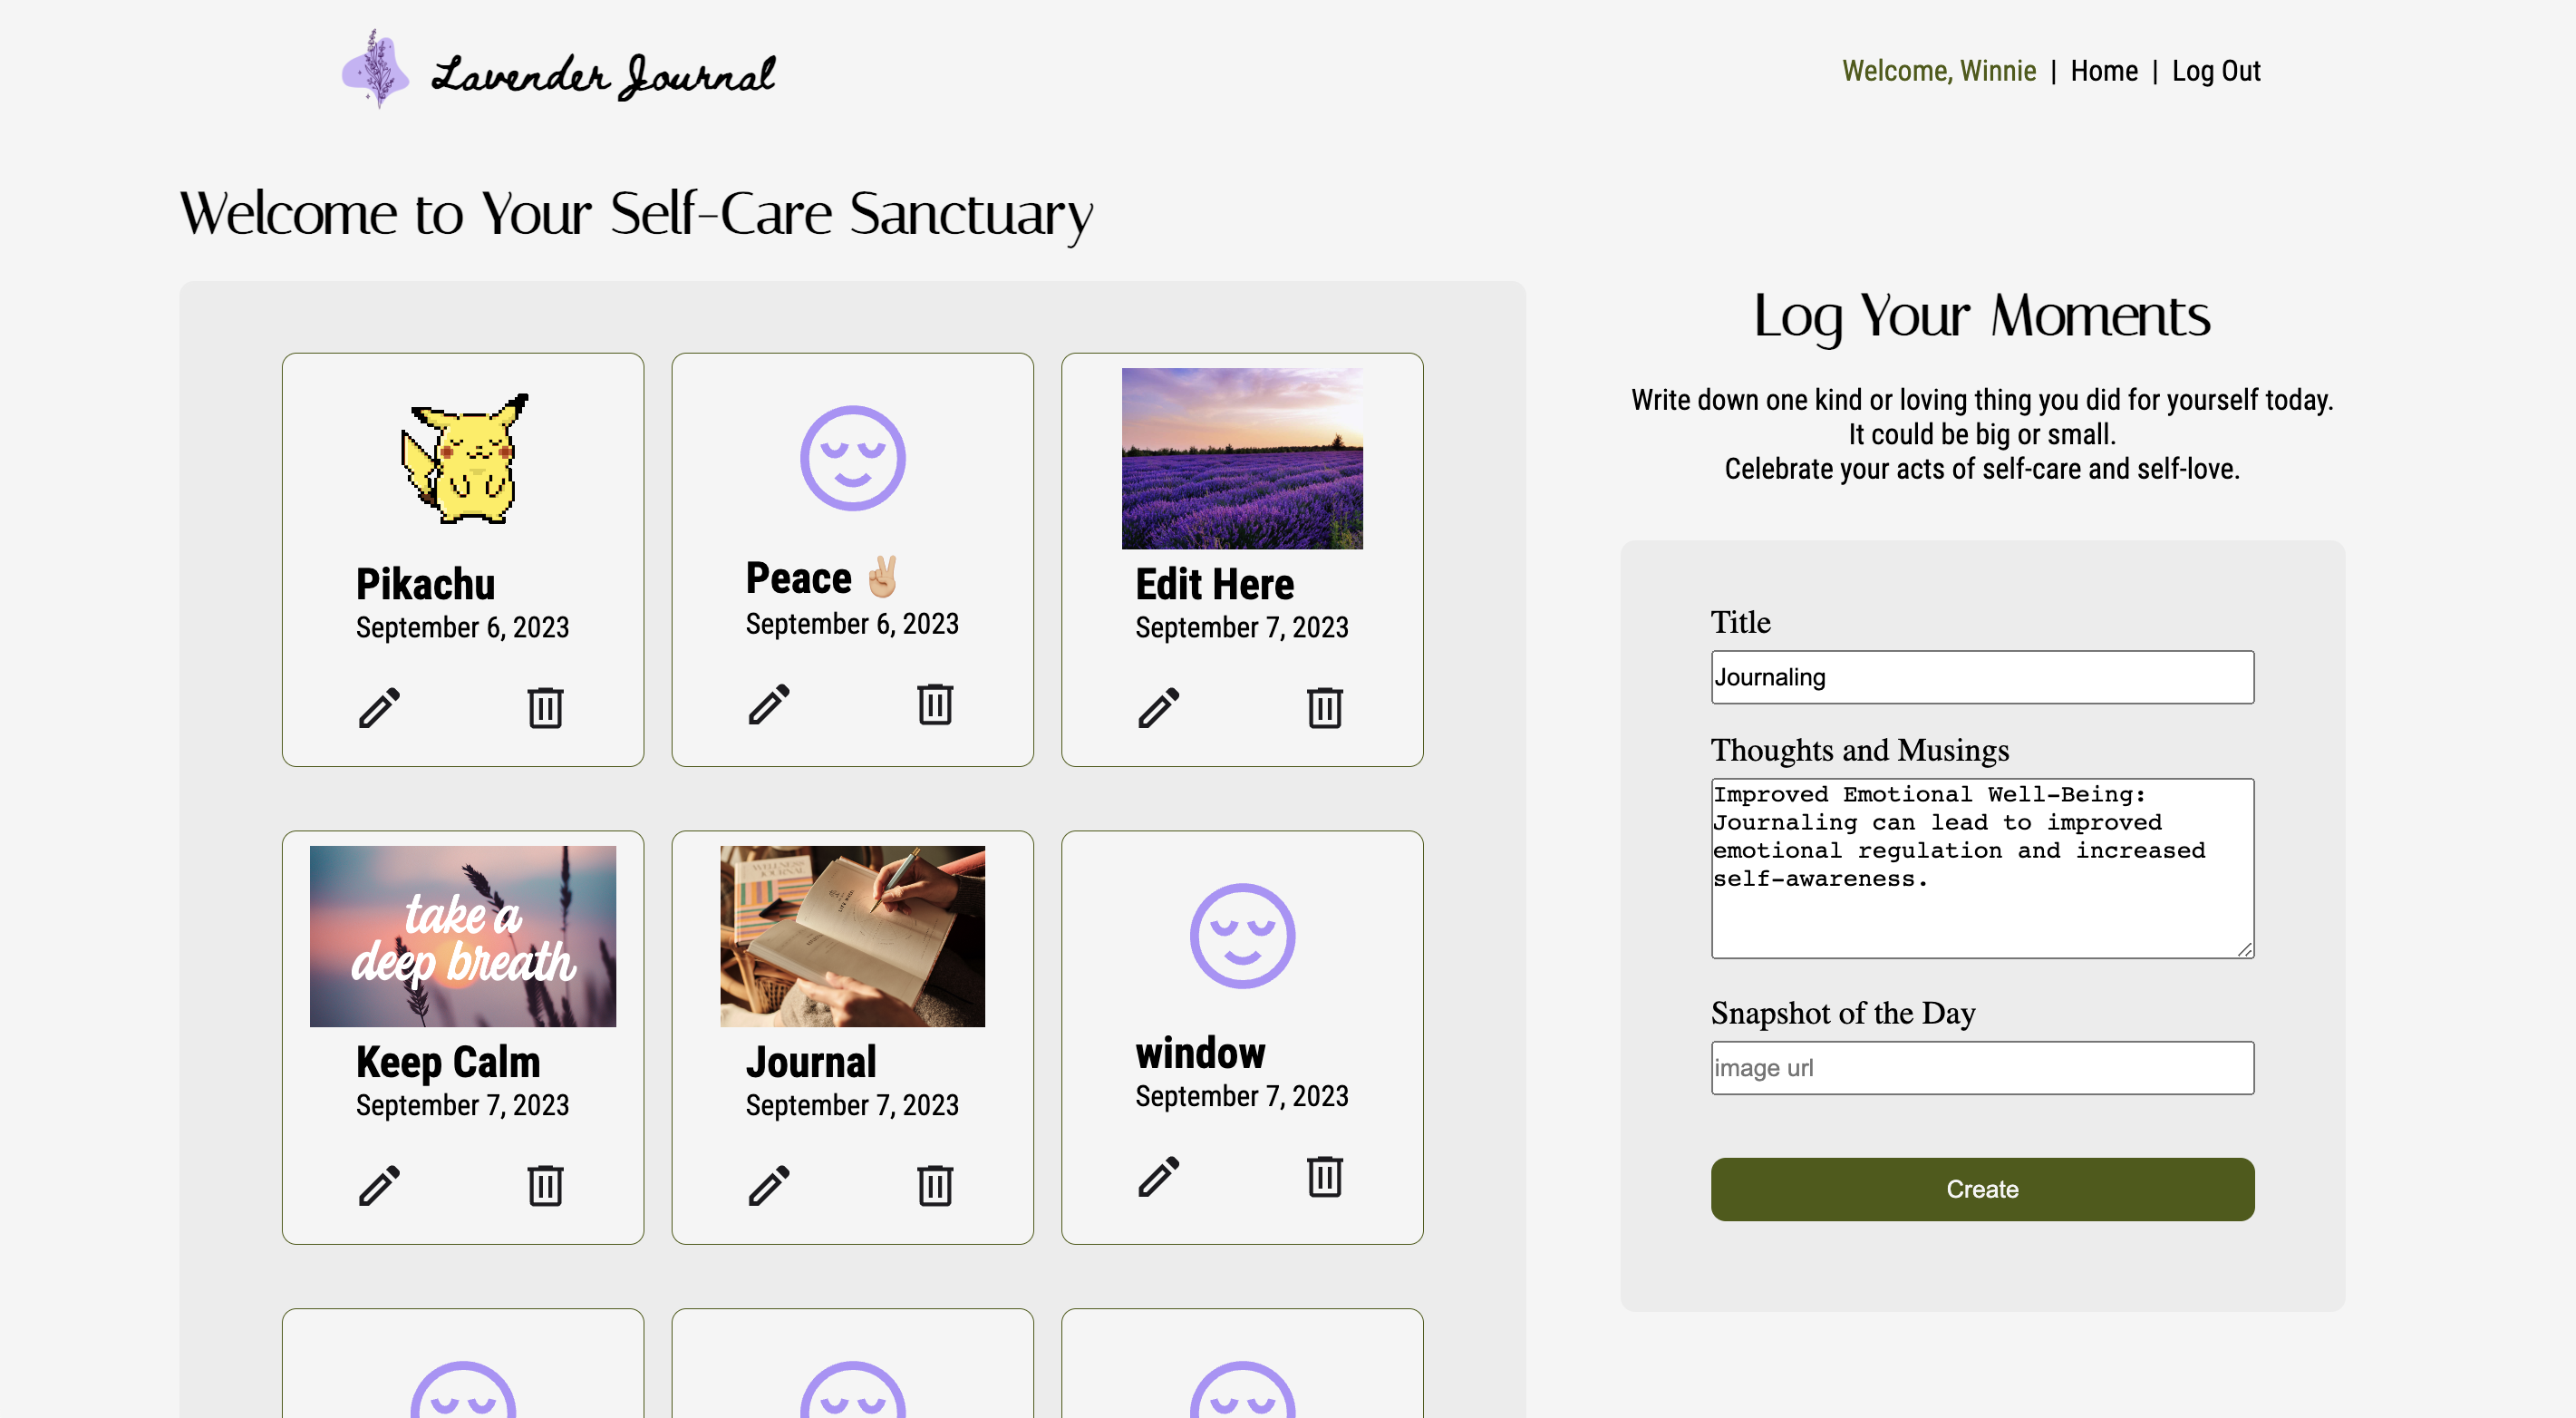 Lavender Journal
Welcome, Winnie | Home | Log Out
Welcome to Your Self-Care Sanctuary
Pikachu
September 6, 2023
Peace ✌🏼
September 6, 2023
Edit Here
September 7, 2023
take a
deep breath
Keep Calm
September 7, 2023
WELLNESS
JOURNAL
Journal
September 7, 2023
window
September 7, 2023
Log Your Moments
Write down one kind or loving thing you did for yourself today.
It could be big or small.
Celebrate your acts of self-care and self-love.
Title
Journaling
Thoughts and Musings
Improved Emotional Well-Being:
Journaling can lead to improved
emotional regulation and increased
self-awareness.
Snapshot of the Day
image url
Create